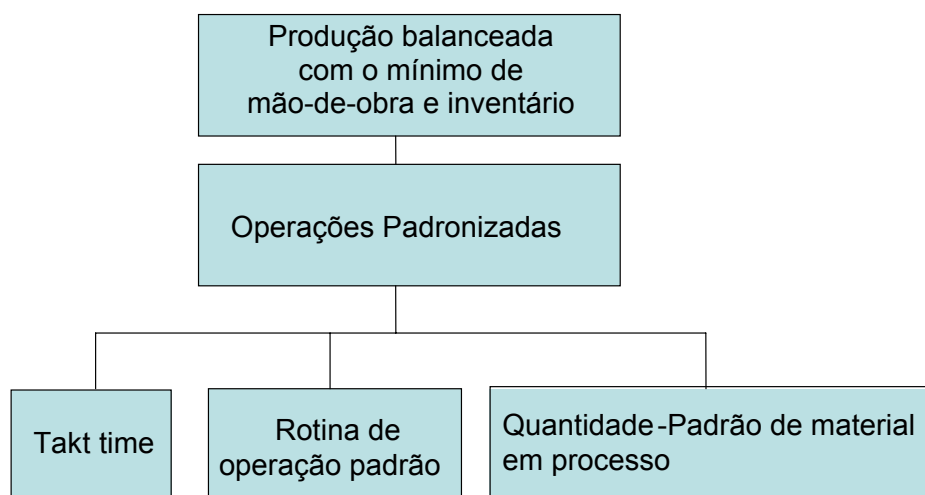 Produção balanceada
com o mínimo de
mão-de-obra e inventário
Operações Padronizadas
Takt time
Rotina de
operação padrão
Quantidade-Padrão de material
em processo